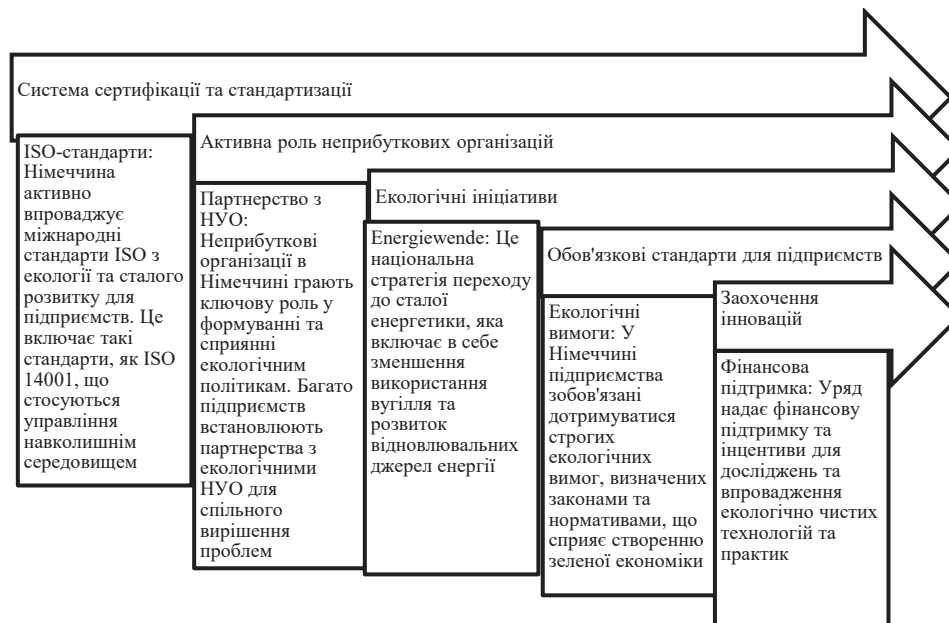 Система сертифікації та стандартизації
ISO-стандарти:
Німеччина
активно
впроваджує
міжнародні
стандарти ISO з
екології та сталого
розвитку для
підприємств. Це
включає такі
стандарти, як ISO
14001, що
стосуються
управління
навколишнім
середовищем
Активна роль неприбуткових організацій
Партнерство з
НУО:
Неприбуткові
організації в
Німеччині грають
ключову роль у
формуванні та
сприянні
екологічним
політикам. Багато
підприємств
встановлюють
партнерства з
екологічними
НУО для
спільного
вирішення
проблем
Екологічні ініціативи
Energiewende: Це
національна
стратегія переходу
до сталої
енергетики, яка
включає в себе
зменшення
використання
вугілля та
розвиток
відновлювальних
джерел енергії
Обов'язкові стандарти для підприємств
Екологічні
вимоги: У
Німеччині
підприємства
зобов'язані
дотримуватися
строгих
екологічних
вимог, визначених
законами та
нормативами, що
сприяє створенню
зеленої економіки
Заохочення
інновацій
Фінансова
підтримка: Уряд
надає фінансову
підтримку та
інцентиви для
досліджень та
впровадження
екологічно чистих
технологій та
практик